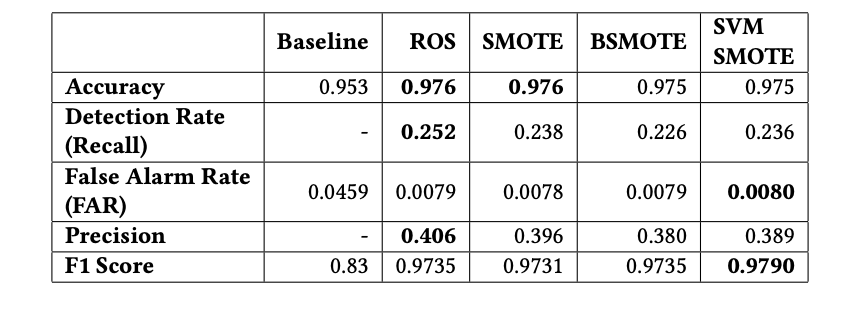 Baseline ROS SMOTE BSMOTE SVM SMOTE
Accuracy 0.953 0.976 0.976 0.975 0.975
Detection Rate (Recall) - 0.252 0.238 0.226 0.236
False Alarm Rate (FAR) 0.0459 0.0079 0.0078 0.0079 0.0080
Precision - 0.406 0.396 0.380 0.389
F1 Score 0.83 0.9735 0.9731 0.9735 0.9790